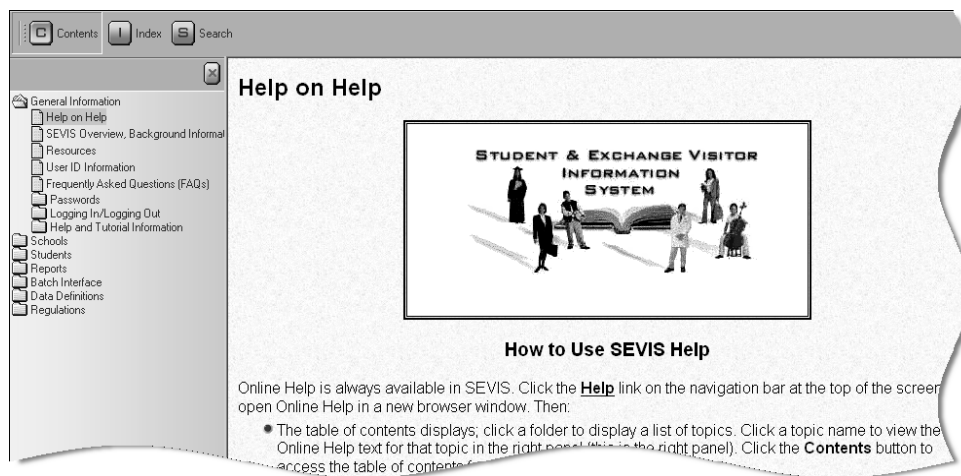 C Contents I Index S Search
General Information
Help on Help
SEVIS Overview, Background Informat
Resources
User ID Information
Frequently Asked Questions (FAQs)
Passwords
Logging In/Logging Out
Help and Tutorial Information
Schools
Students
Reports
Batch Interface
Data Definitions
Regulations
Help on Help
STUDENT & EXCHANGE VISITOR
INFORMATION
SYSTEM
How to Use SEVIS Help
Online Help is always available in SEVIS. Click the Help link on the navigation bar at the top of the screen
open Online Help in a new browser window. Then:
The table of contents displays; click a folder to display a list of topics. Click a topic name to view the
Online Help text for that topic in the right panel (this is the right panel). Click the Contents button to
access the table of contents